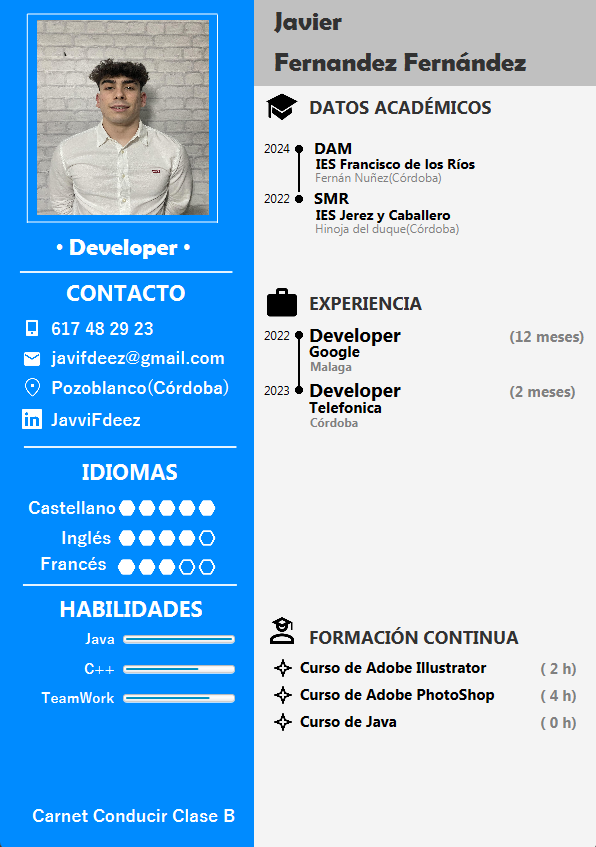 Javier
Fernandez Fernández
• Developer •
CONTACTO
617 48 29 23
javifdeez@gmail.com
Pozoblanco(Córdoba)
JavviFdeez
IDIOMAS
Castellano
Inglés
Francés
HABILIDADES
Java
C++
TeamWork
Carnet Conducir Clase B
DATOS ACADÉMICOS
2024 DAM
IES Francisco de los Ríos
Fernán Nuñez(Córdoba)
2022 SMR
IES Jerez y Caballero
Hinoja del duque(Córdoba)
EXPERIENCIA
2022 Developer (12 meses)
Google
Malaga
2023 Developer (2 meses)
Telefonica
Córdoba
FORMACIÓN CONTINUA
Curso de Adobe Illustrator ( 2 h)
Curso de Adobe PhotoShop ( 4 h)
Curso de Java ( 0 h)